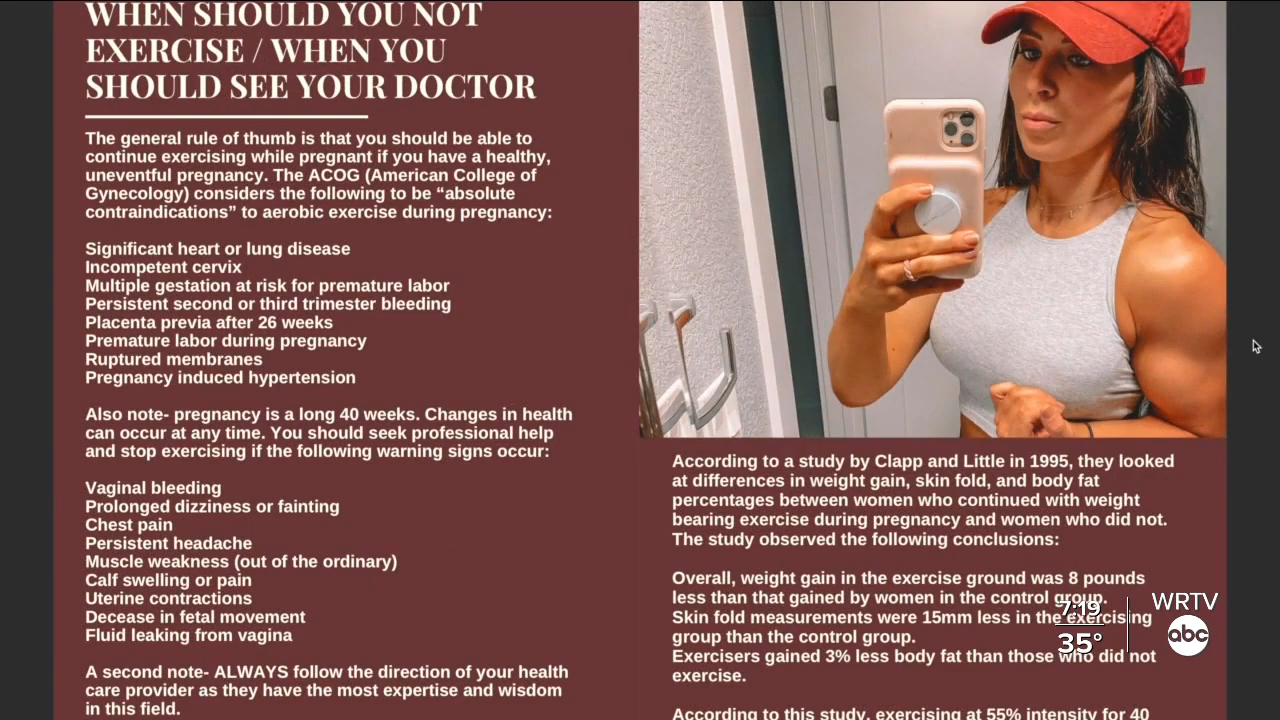 WHEN SHOULD YOU NOT
EXERCISE / WHEN YOU
SHOULD SEE YOUR DOCTOR
The general rule of thumb is that you should be able to
continue exercising while pregnant if you have a healthy,
uneventful pregnancy. The ACOG (American College of
Gynecology) considers the following to be “absolute
contraindications” to aerobic exercise during pregnancy:
Significant heart or lung disease
Incompetent cervix
Multiple gestation at risk for premature labor
Persistent second or third trimester bleeding
Placenta previa after 26 weeks
Premature labor during pregnancy
Ruptured membranes
Pregnancy induced hypertension
Also note- pregnancy is a long 40 weeks. Changes in health
can occur at any time. You should seek professional help
and stop exercising if the following warning signs occur:
Vaginal bleeding
Prolonged dizziness or fainting
Chest pain
Persistent headache
Muscle weakness (out of the ordinary)
Calf swelling or pain
Uterine contractions
Decease in fetal movement
Fluid leaking from vagina
A second note- ALWAYS follow the direction of your health
care provider as they have the most expertise and wisdom
in this field.
According to a study by Clapp and Little in 1995, they looked
at differences in weight gain, skin fold, and body fat
percentages between women who continued with weight
bearing exercise during pregnancy and women who did not.
The study observed the following conclusions:
Overall, weight gain in the exercise ground was 8 pounds
less than that gained by women in the control group.
Skin fold measurements were 15mm less in the exercising
group than the control group.
Exercisers gained 3% less body fat than those who did not
exercise.
According to this study, exercising at 55% intensity for 40
7:19
35°
WRTV
abc